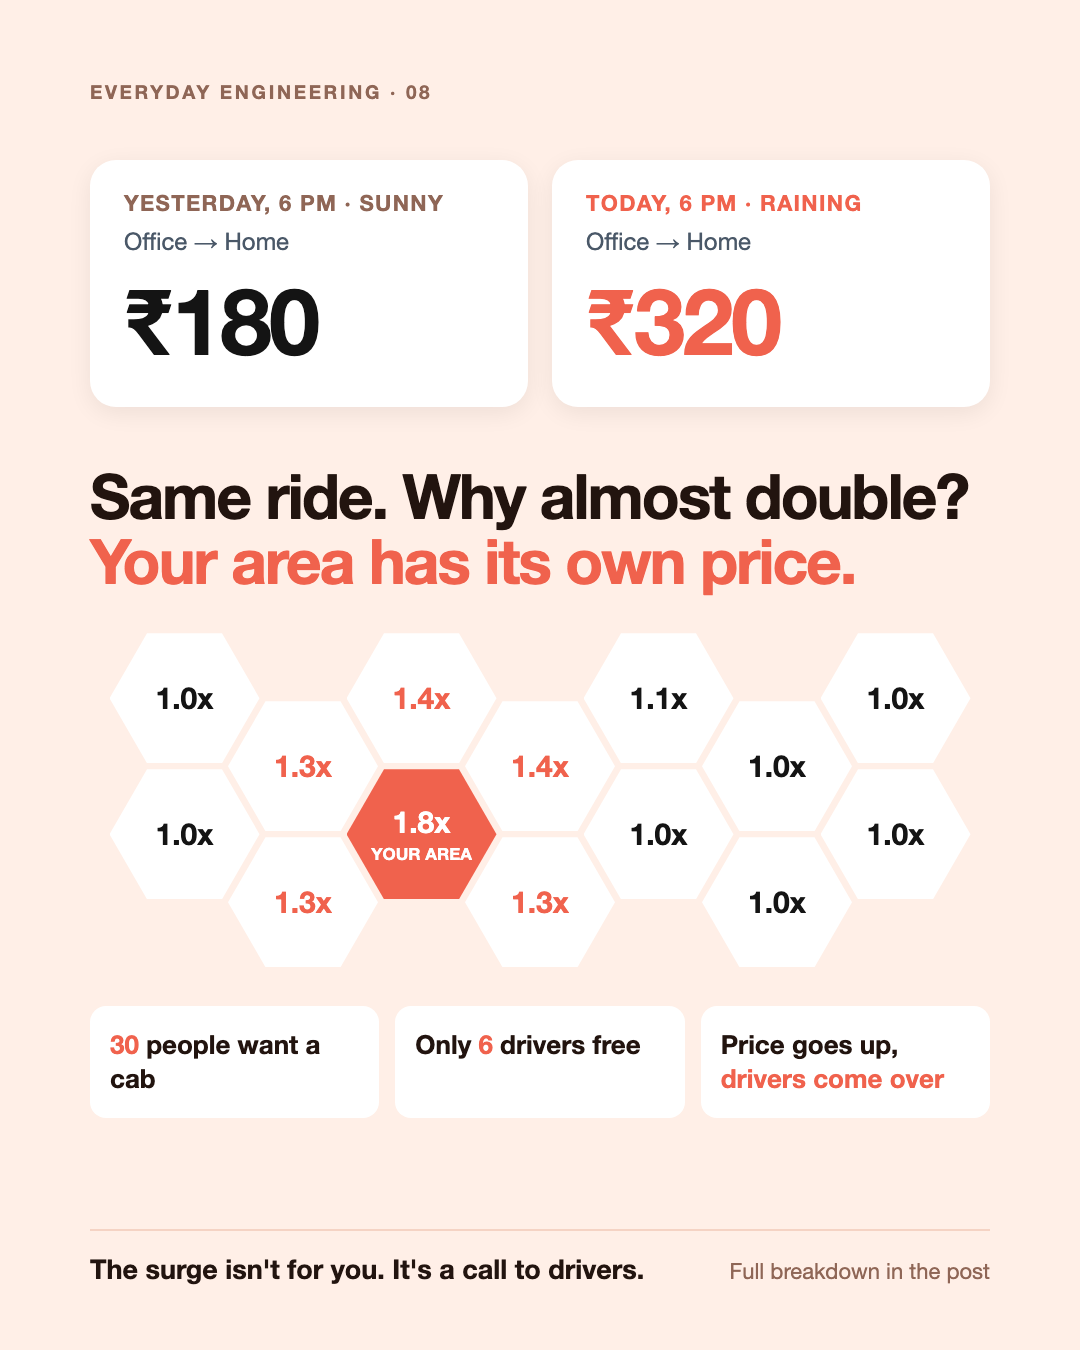 EVERYDAY ENGINEERING · 08
YESTERDAY, 6 PM · SUNNY
Office → Home
₹180
TODAY, 6 PM · RAINING
Office → Home
₹320
Same ride. Why almost double?
Your area has its own price.
1.0x
1.4x
1.1x
1.0x
1.3x
1.4x
1.0x
1.0x
1.8x
YOUR AREA
1.0x
1.0x
1.3x
1.3x
1.0x
30 people want a
cab
Only 6 drivers free
Price goes up,
drivers come over
The surge isn't for you. It's a call to drivers.
Full breakdown in the post